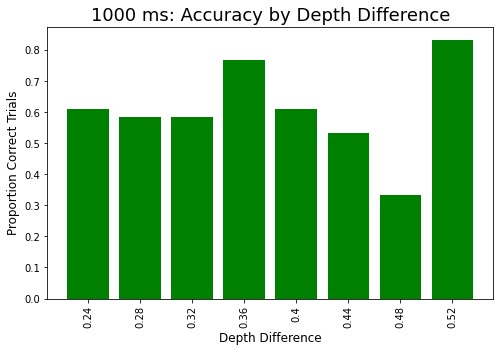 1000 ms: Accuracy by Depth Difference
Proportion Correct Trials
0.8
0.7
0.6
0.5
0.4
0.3
0.2
0.1
0.0
0.24 0.28 0.32 0.36 0.4 0.44 0.48 0.52
Depth Difference